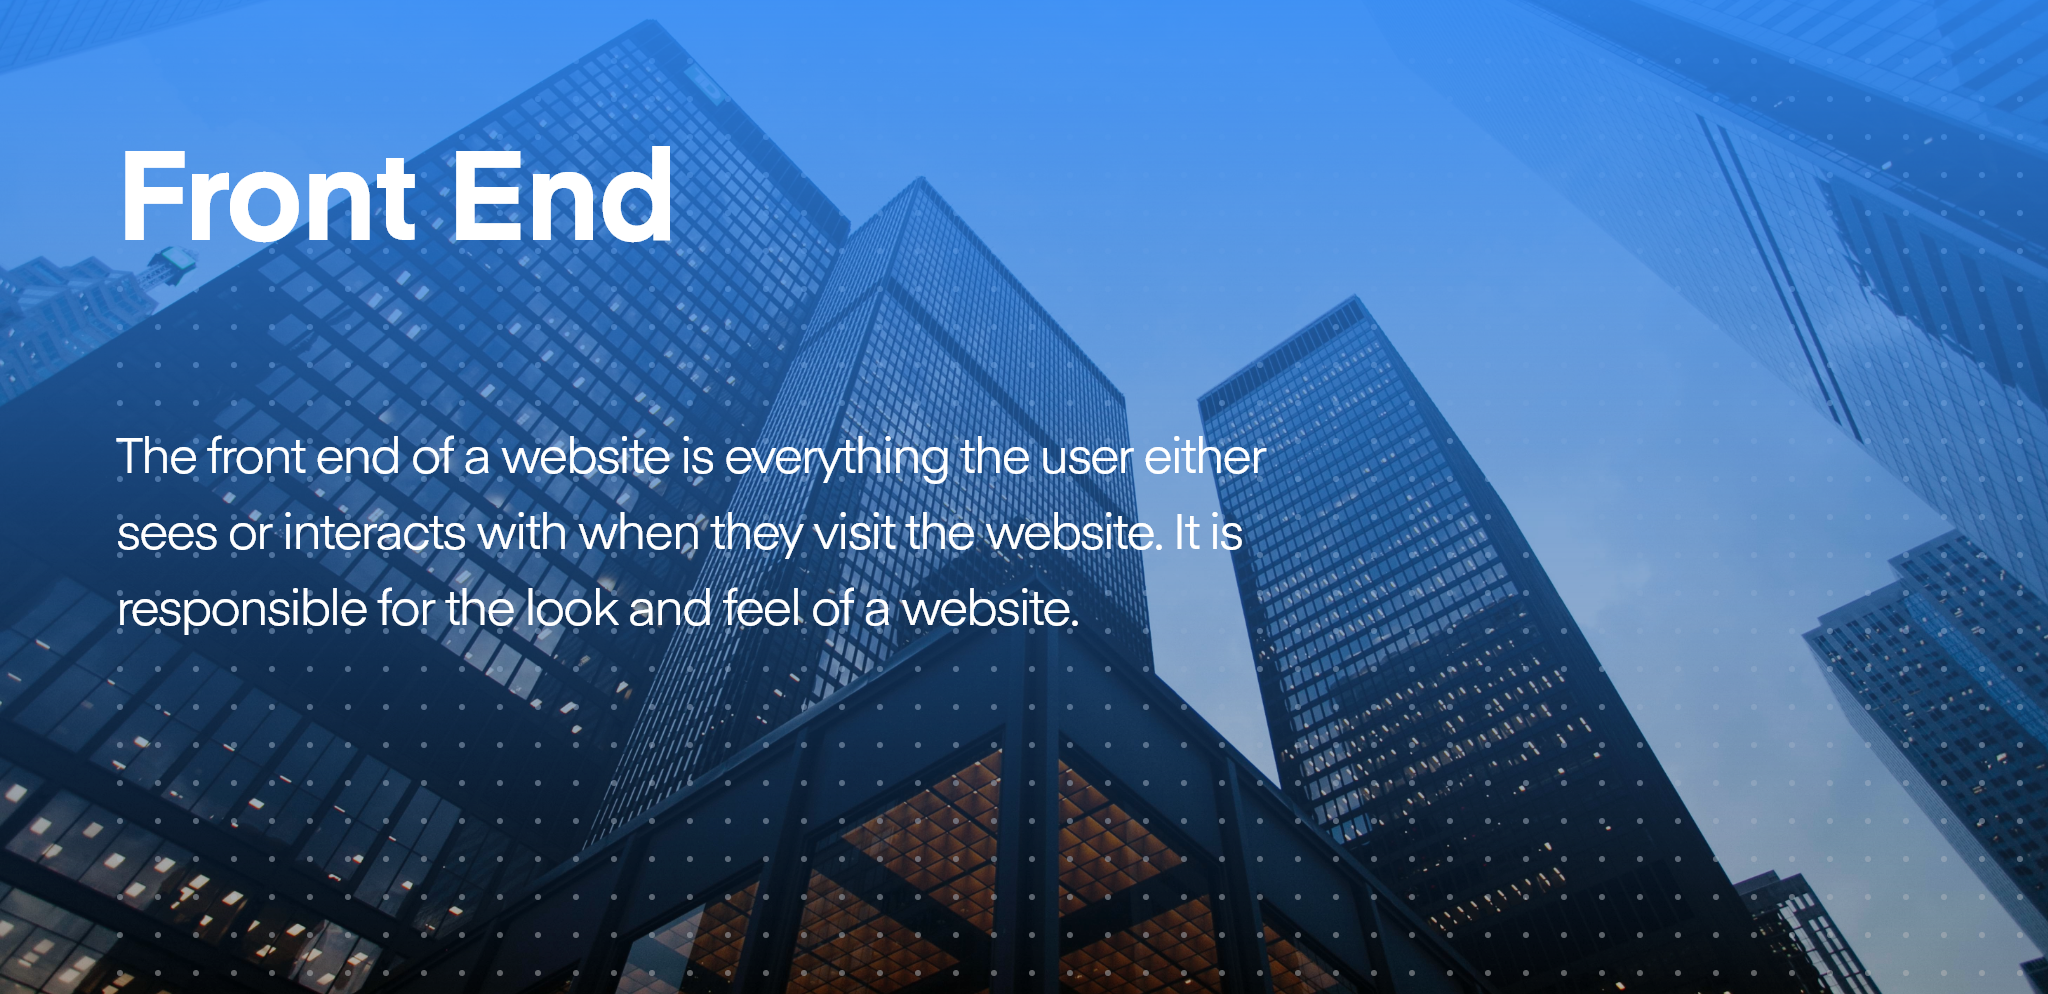 Front End
The front end of a website is everything the user either
sees or interacts with when they visit the website. It is
responsible for the look and feel of a website.